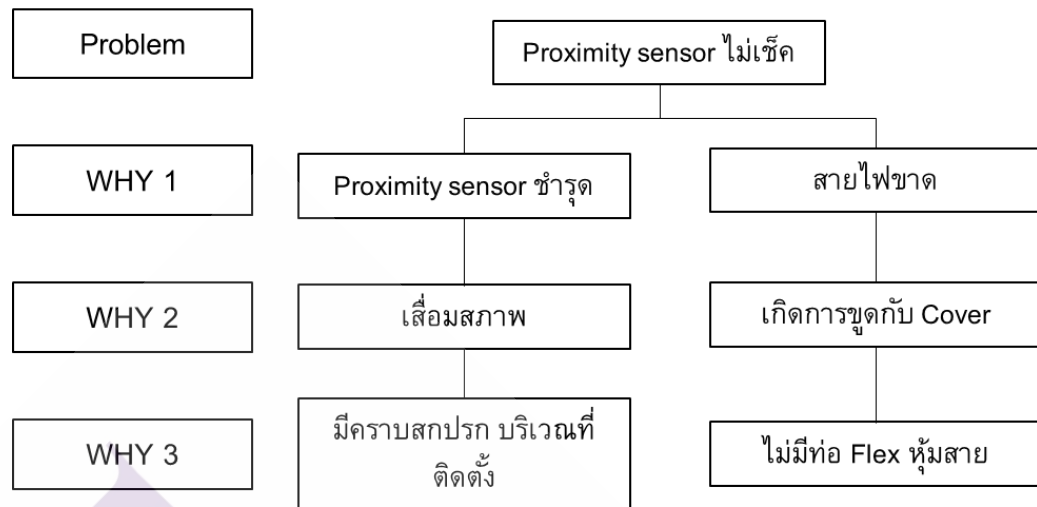 Problem
Proximity sensor ไม่เช็ค
WHY 1
Proximity sensor ชำรุด
สายไฟขาด
WHY 2
เสื่อมสภาพ
เกิดการขูดกับ Cover
WHY 3
มีคราบสกปรก บริเวณที่
ติดตั้ง
ไม่มีท่อ Flex หุ้มสาย